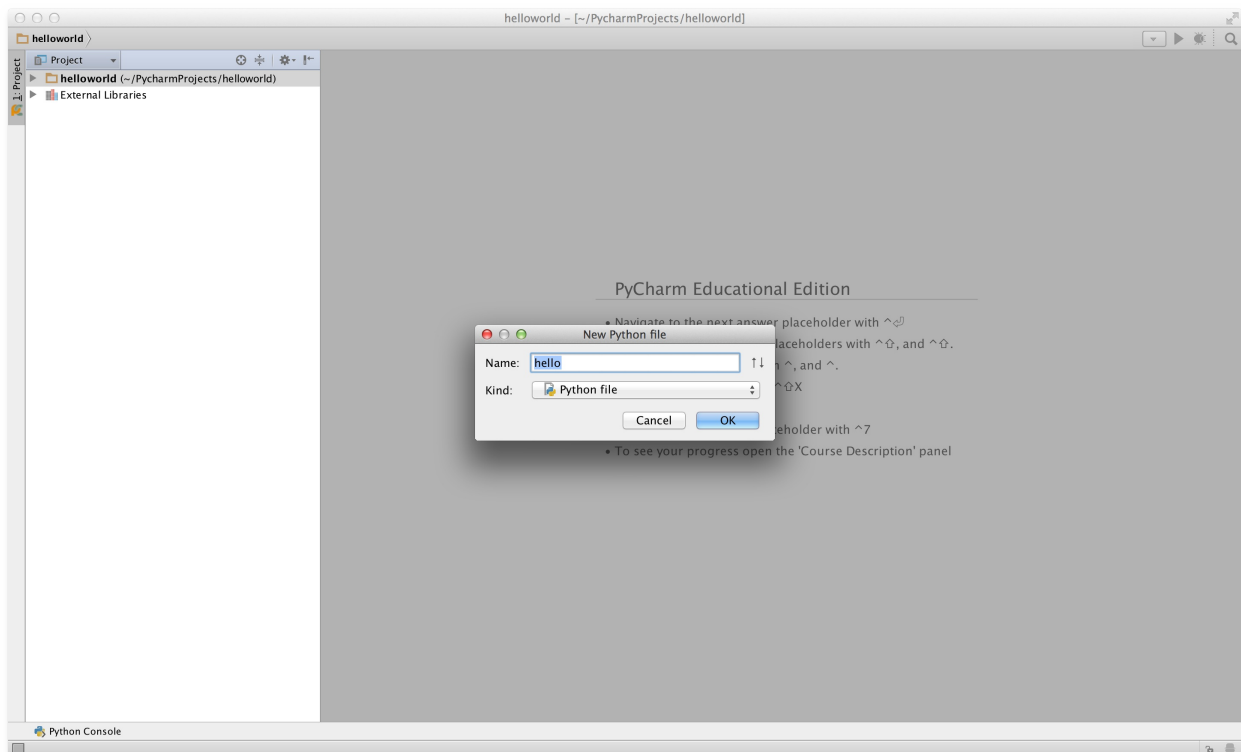 helloworld – [~/PycharmProjects/helloworld]
helloworld
1: Project
Project
helloworld (~/PycharmProjects/helloworld)
External Libraries
PyCharm Educational Edition
• Navigate to the next answer placeholder with ^⏎
laceholders with ^⇧, and ^⇧.
^, and ^.
^⇧X
eholder with ^7
• To see your progress open the 'Course Description' panel
New Python file
Name: hello ↑↓
Kind: Python file
Cancel OK
Python Console